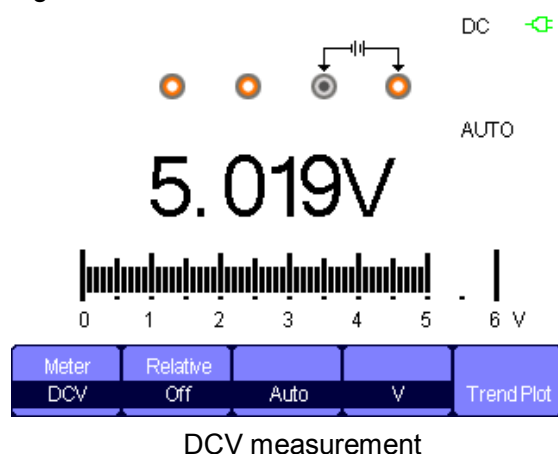 DC
AUTO
5.019V
0 1 2 3 4 5 6 V
Meter Relative
DCV Off Auto V Trend Plot
DCV measurement